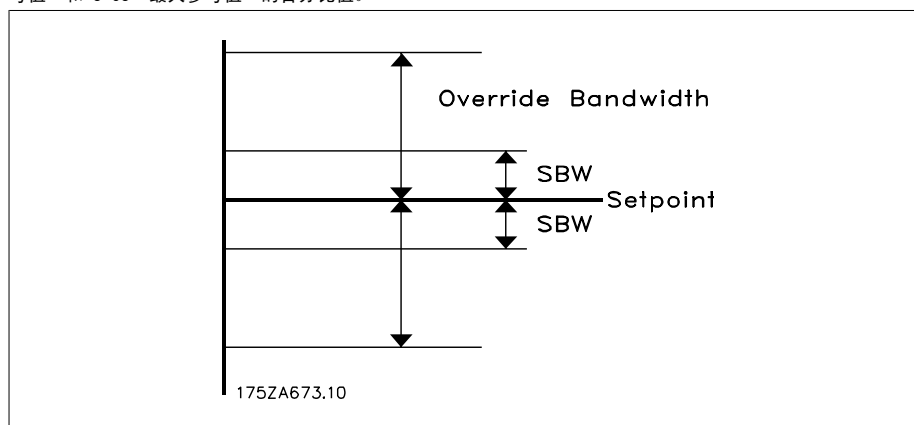 Override Bandwidth
SBW
Setpoint
SBW
175ZA673.10